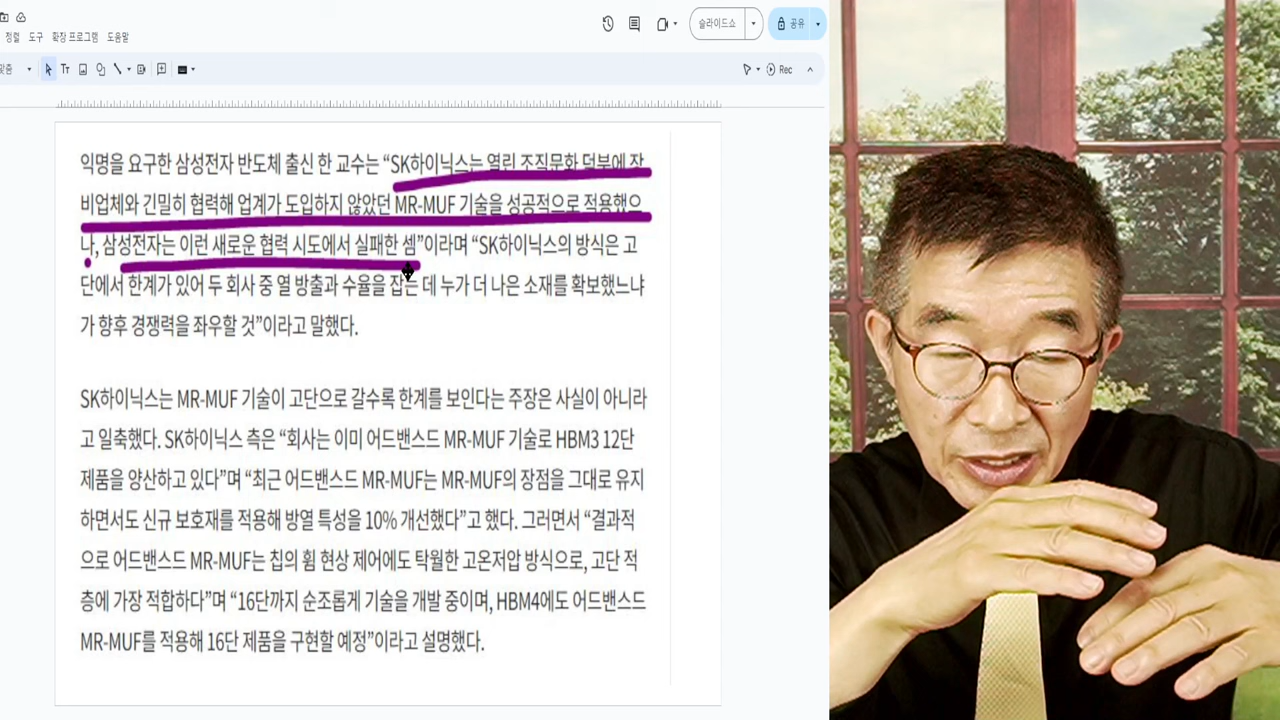 정렬 도구 확장 프로그램 도움말
슬라이드쇼
공유
맞춤
Rec
익명을 요구한 삼성전자 반도체 출신 한 교수는 “SK하이닉스는 열린 조직문화 덕분에 장
비업체와 긴밀히 협력해 업계가 도입하지 않았던 MR-MUF 기술을 성공적으로 적용했으
나, 삼성전자는 이런 새로운 협력 시도에서 실패한 셈”이라며 “SK하이닉스의 방식은 고
단에서 한계가 있어 두 회사 중 열 방출과 수율을 잡는 데 누가 더 나은 소재를 확보했느냐
가 향후 경쟁력을 좌우할 것”이라고 말했다.
SK하이닉스는 MR-MUF 기술이 고단으로 갈수록 한계를 보인다는 주장은 사실이 아니라
고 일축했다. SK하이닉스 측은 “회사는 이미 어드밴스드 MR-MUF 기술로 HBM3 12단
제품을 양산하고 있다”며 “최근 어드밴스드 MR-MUF는 MR-MUF의 장점을 그대로 유지
하면서도 신규 보호재를 적용해 방열 특성을 10% 개선했다”고 했다. 그러면서 “결과적
으로 어드밴스드 MR-MUF는 칩의 휨 현상 제어에도 탁월한 고온저압 방식으로, 고단 적
층에 가장 적합하다”며 “16단까지 순조롭게 기술을 개발 중이며, HBM4에도 어드밴스드
MR-MUF를 적용해 16단 제품을 구현할 예정”이라고 설명했다.